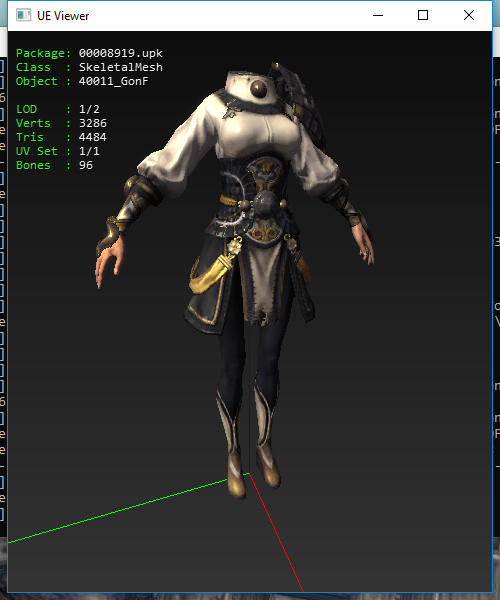 UE Viewer
Package: 00008919.upk
Class : SkeletalMesh
Object : 40011_GonF
LOD : 1/2
Verts : 3286
Tris : 4484
UV Set : 1/1
Bones : 96